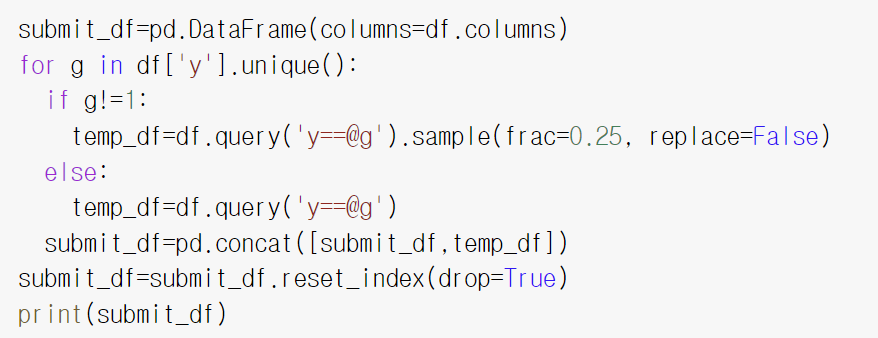 submit_df=pd.DataFrame(columns=df.columns)
for g in df['y'].unique():
  if g!=1:
    temp_df=df.query('y==@g').sample(frac=0.25, replace=False)
  else:
    temp_df=df.query('y==@g')
  submit_df=pd.concat([submit_df,temp_df])
submit_df=submit_df.reset_index(drop=True)
print(submit_df)